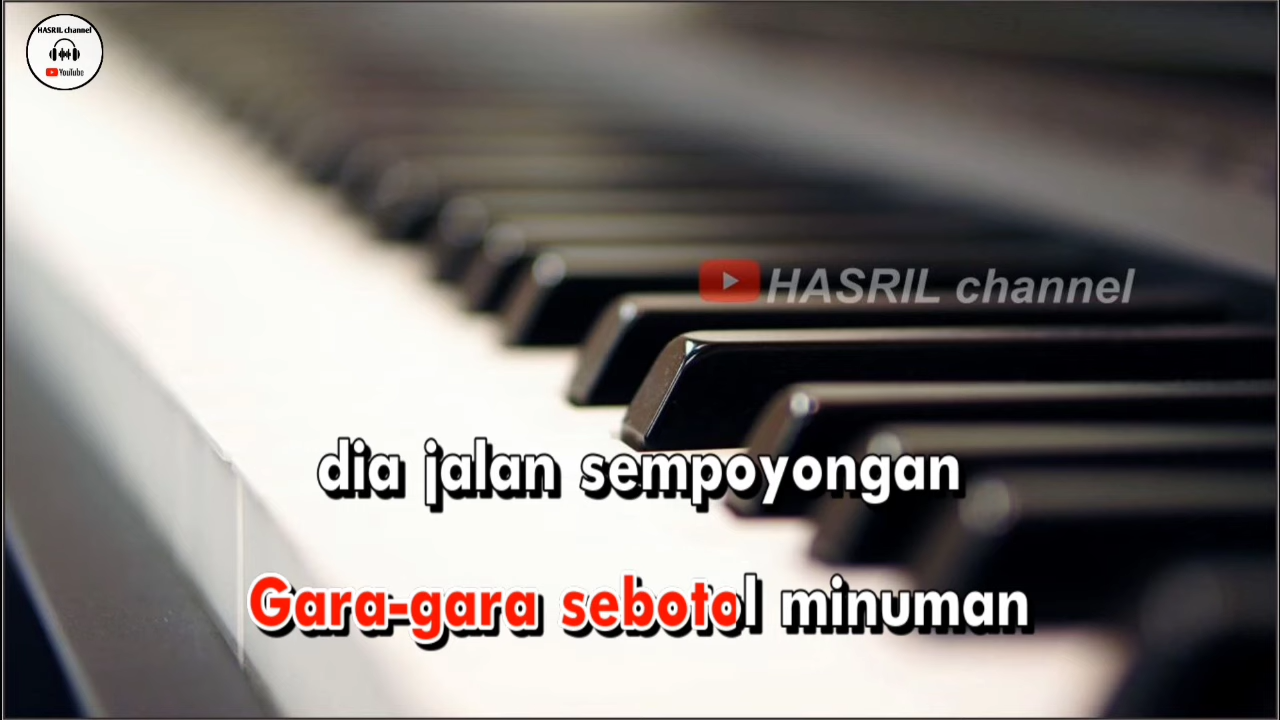 HASRIL channel
YouTube
HASRIL channel
dia jalan sempoyongan
Gara-gara sebotol minuman